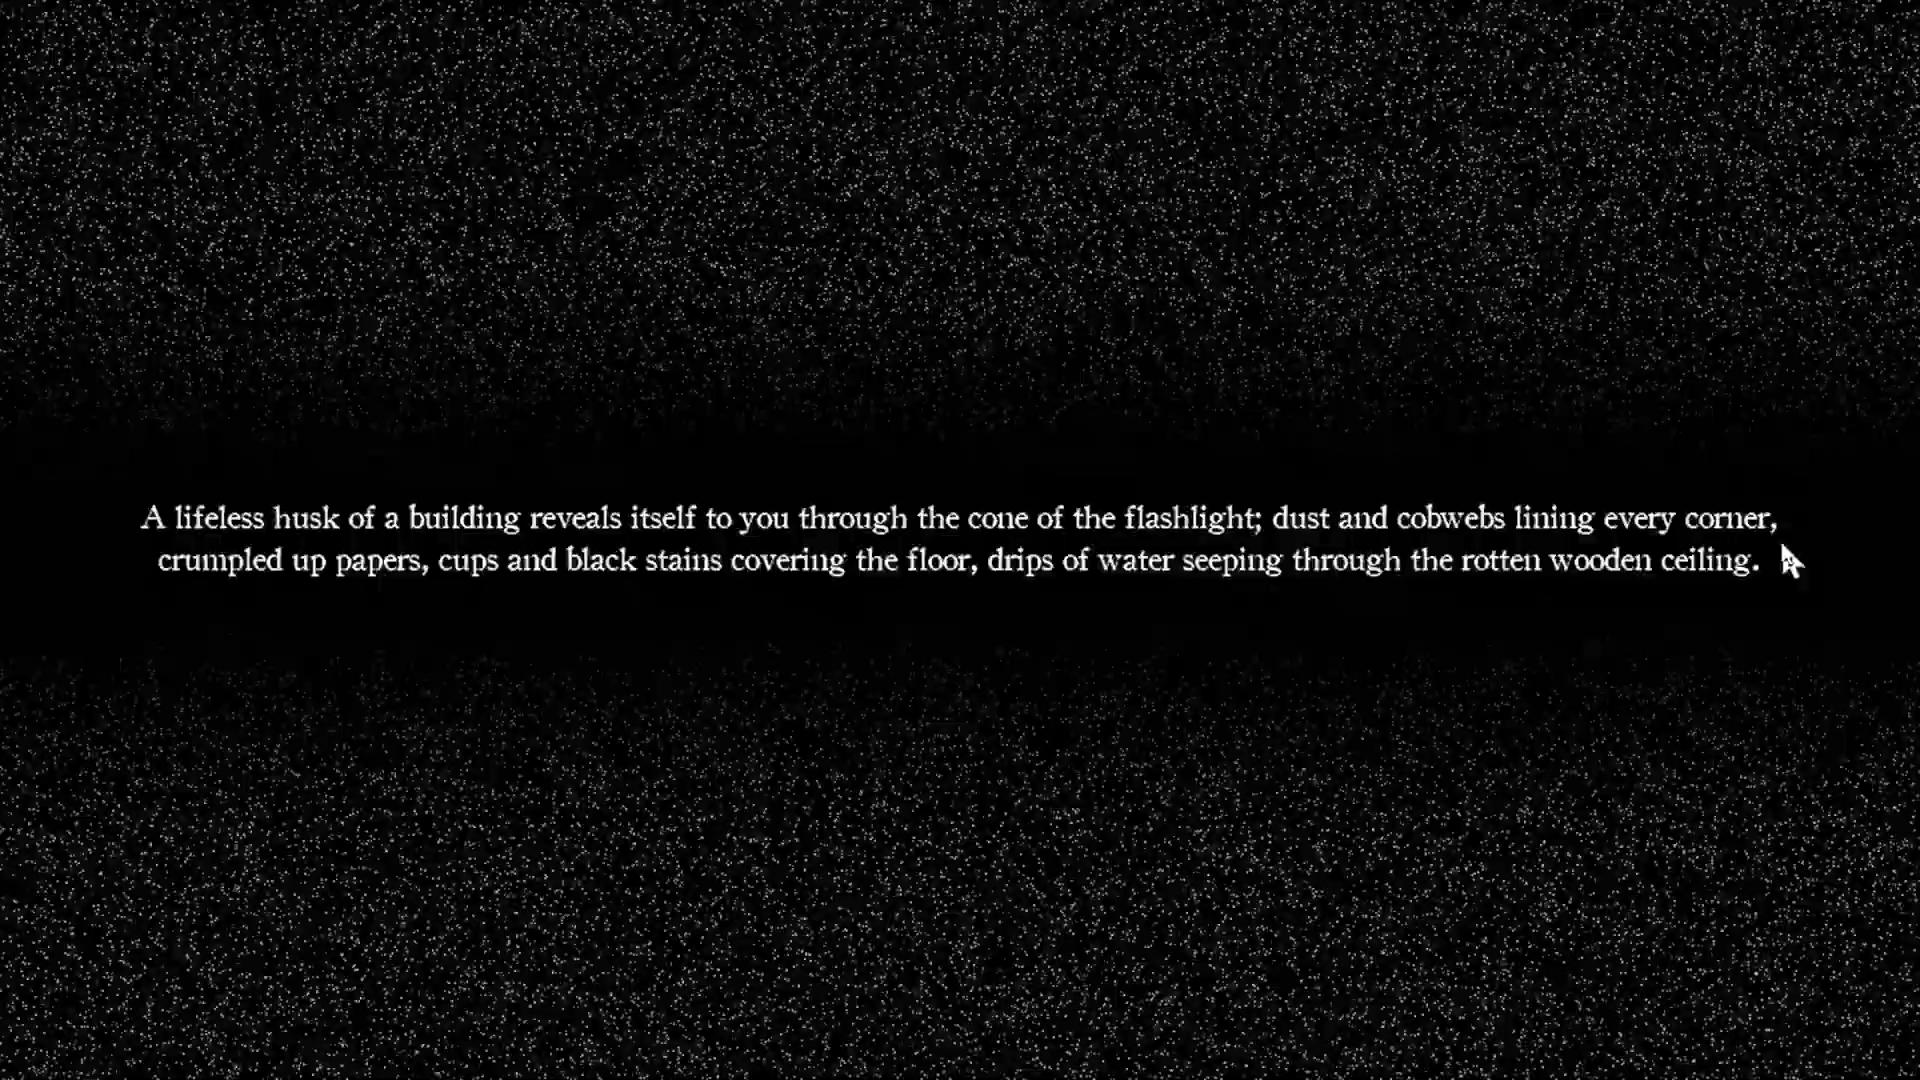 A lifeless husk of a building reveals itself to you through the cone of the flashlight; dust and cobwebs lining every corner,
crumpled up papers, cups and black stains covering the floor, drips of water seeping through the rotten wooden ceiling.